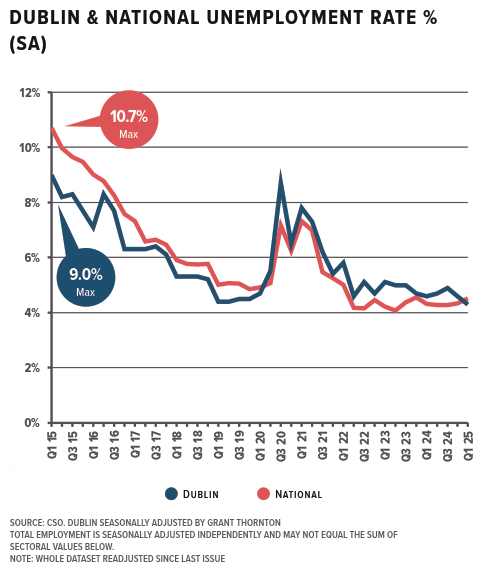 DUBLIN & NATIONAL UNEMPLOYMENT RATE %
(SA)
12%
10.7%
Max
10%
8%
6%
9.0%
Max
4%
2%
0%
Q1 15
Q3 15
Q1 16
Q3 16
Q1 17
Q3 17
Q1 18
Q3 18
Q1 19
Q3 19
Q1 20
Q3 20
Q1 21
Q3 21
Q1 22
Q3 22
Q1 23
Q3 23
Q1 24
Q3 24
Q1 25
DUBLIN
NATIONAL
SOURCE: CSO. DUBLIN SEASONALLY ADJUSTED BY GRANT THORNTON
TOTAL EMPLOYMENT IS SEASONALLY ADJUSTED INDEPENDENTLY AND MAY NOT EQUAL THE SUM OF
SECTORAL VALUES BELOW.
NOTE: WHOLE DATASET READJUSTED SINCE LAST ISSUE